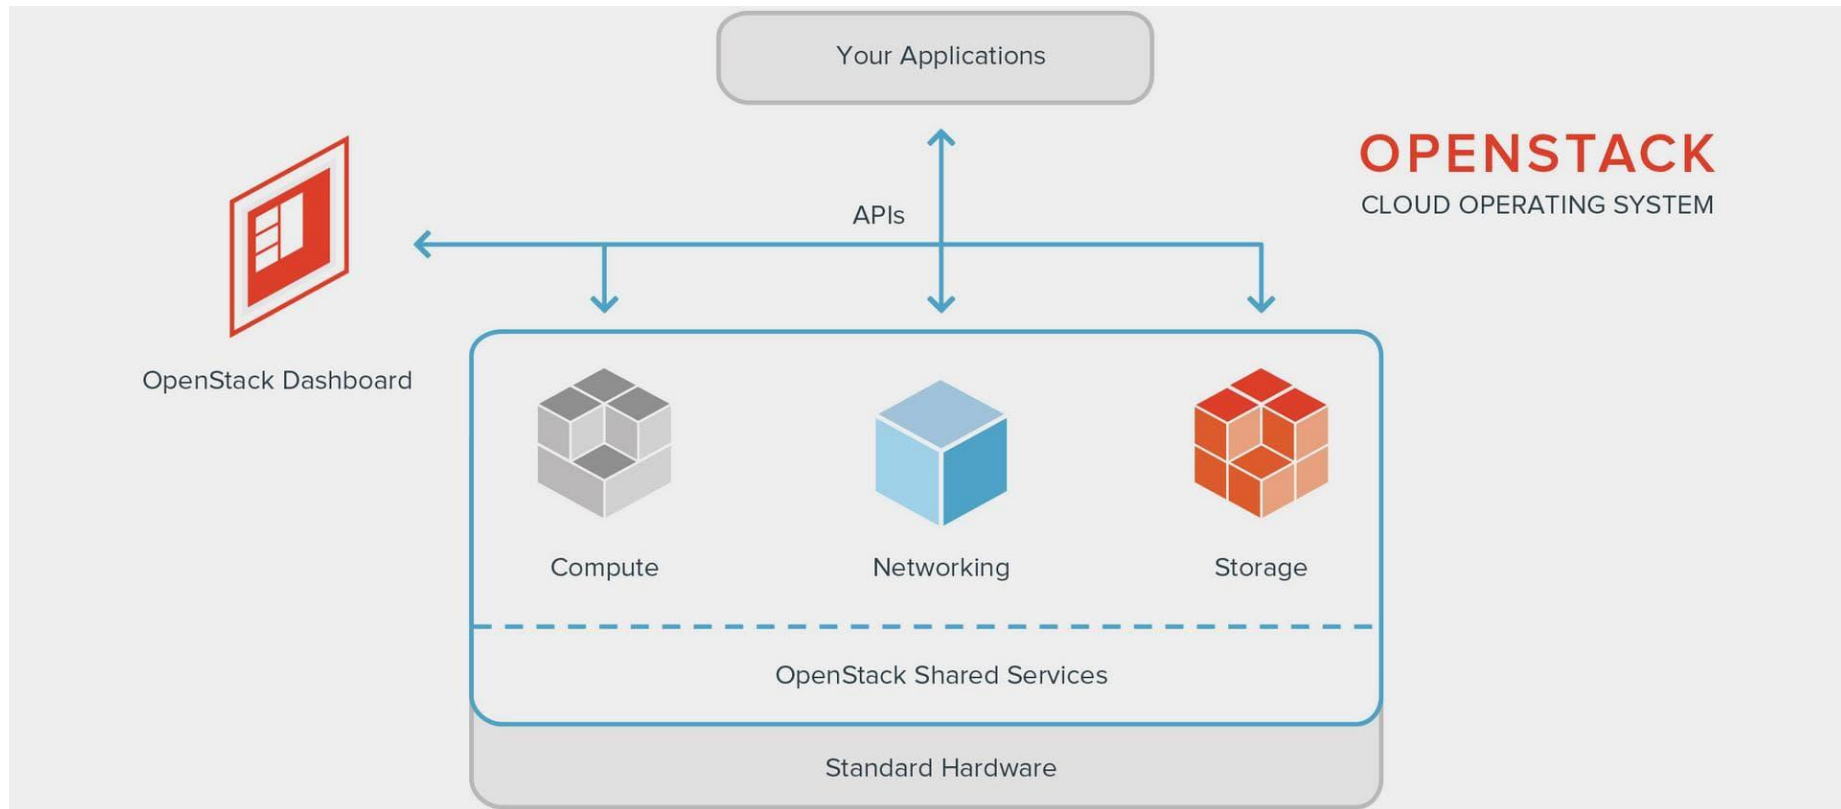 Your Applications
OPENSTACK
CLOUD OPERATING SYSTEM
APIs
OpenStack Dashboard
Compute
Networking
Storage
OpenStack Shared Services
Standard Hardware